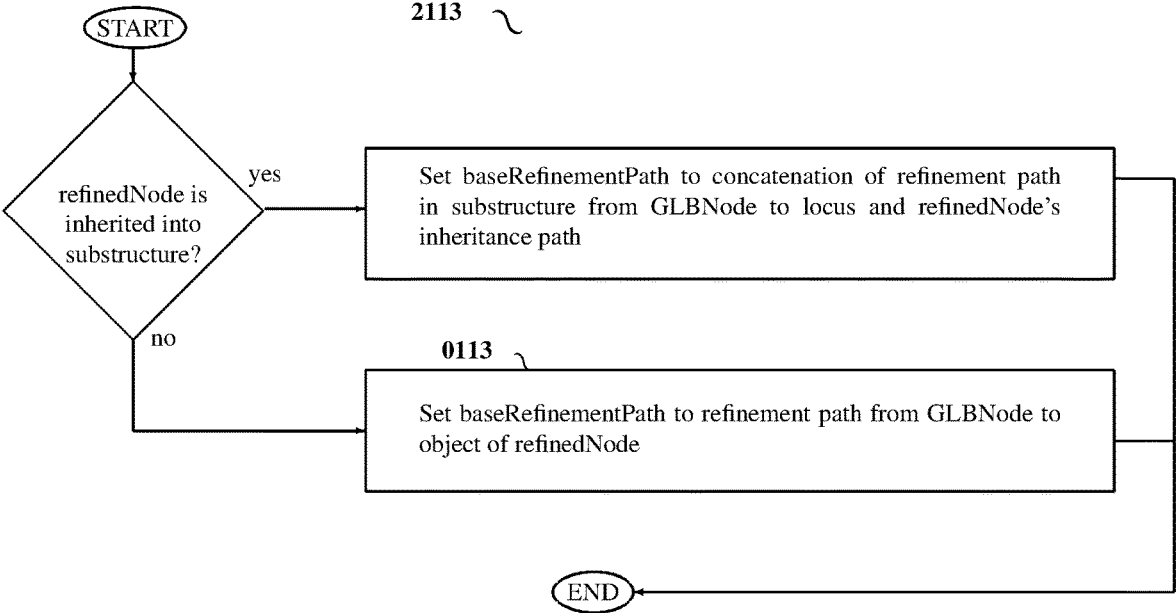 2113
START
yes
refinedNode is
inherited into
substructure?
Set baseRefinementPath to concatenation of refinement path
in substructure from GLBNode to locus and refinedNode's
inheritance path
no
0113
Set baseRefinementPath to refinement path from GLBNode to
object of refinedNode
END